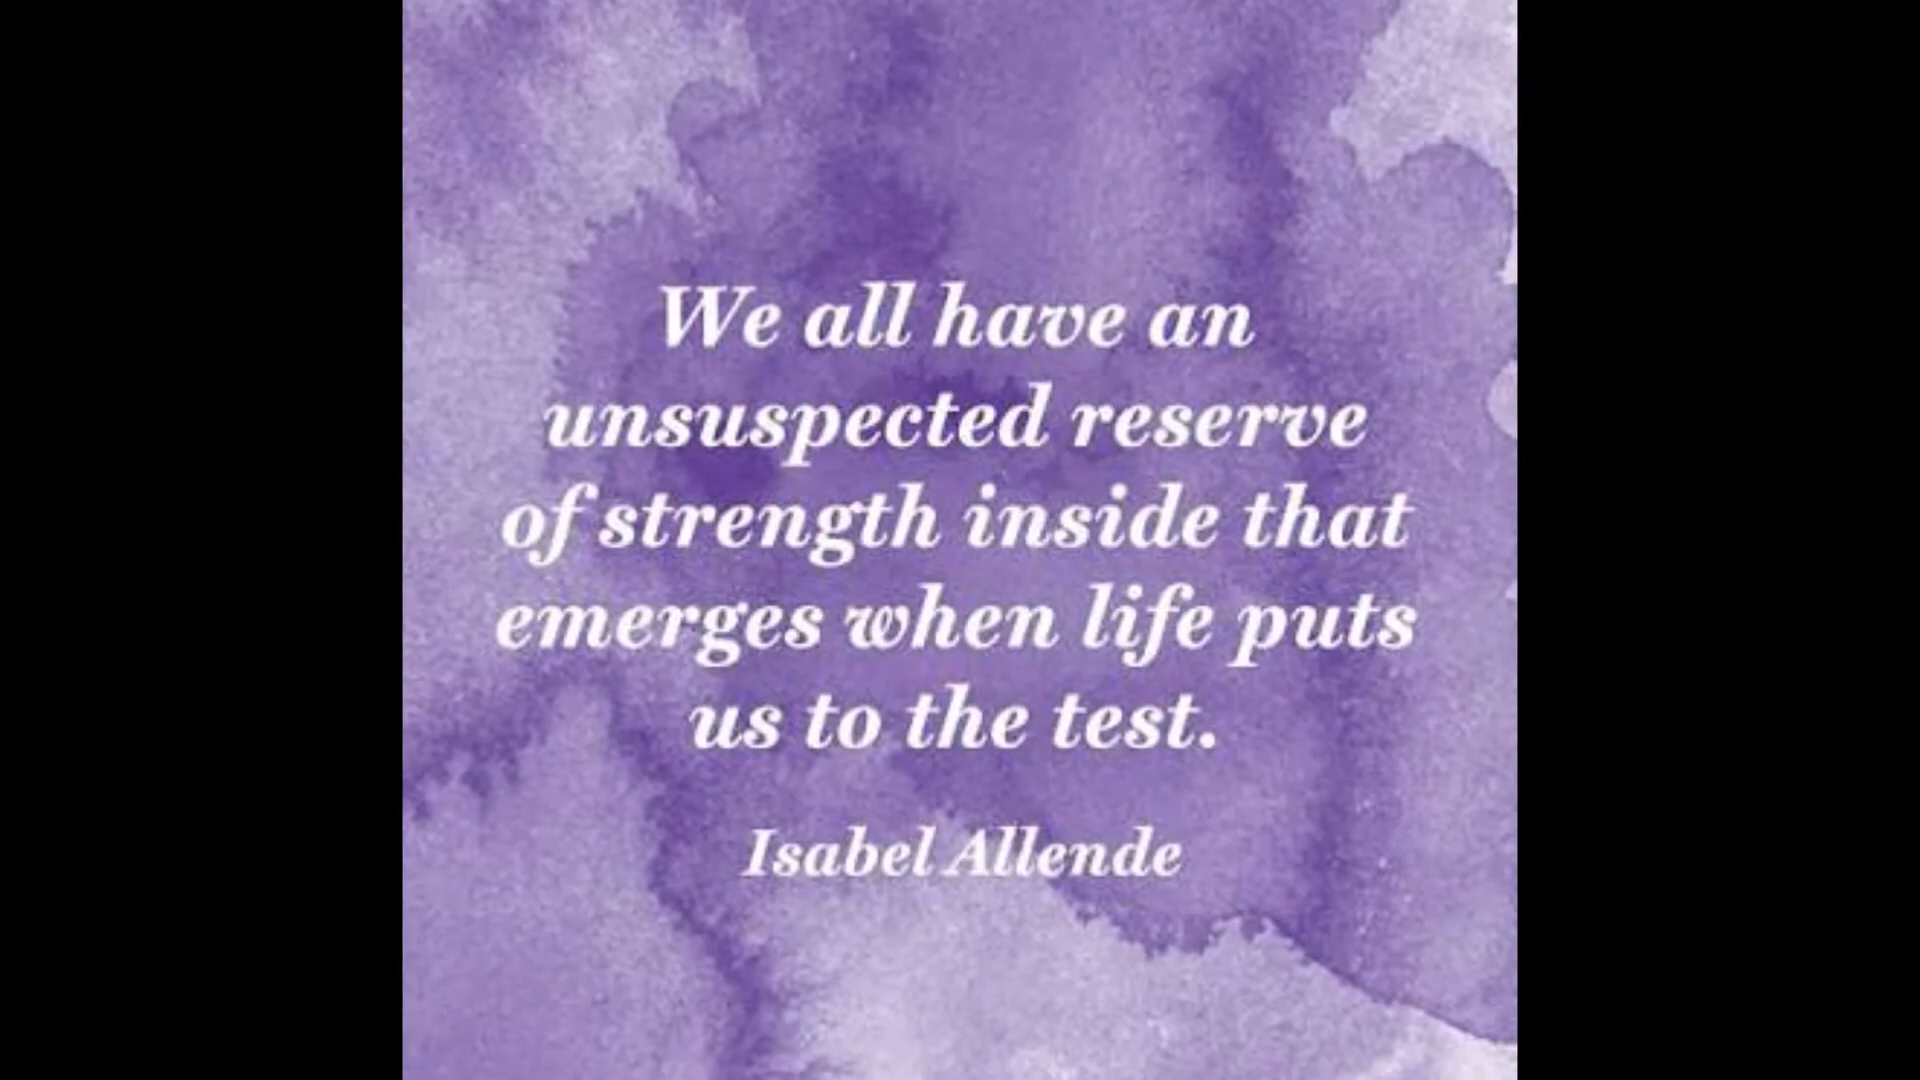 We all have an
unsuspected reserve
of strength inside that
emerges when life puts
us to the test.
Isabel Allende